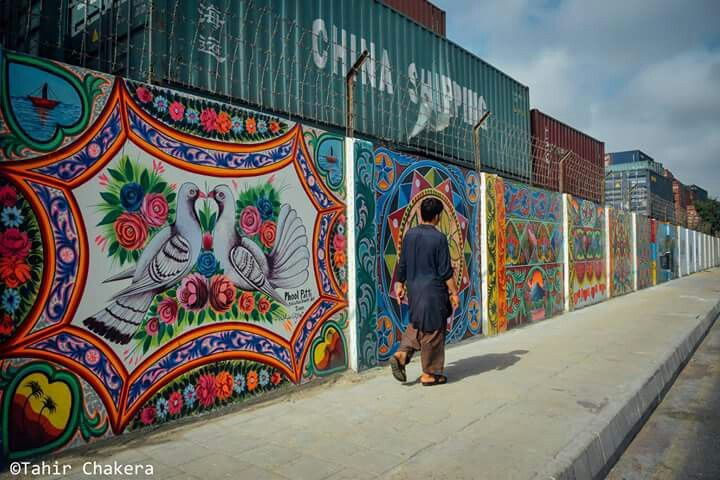 海运
CHINA SHIPPING
Phool Patti
©Tahir Chakera